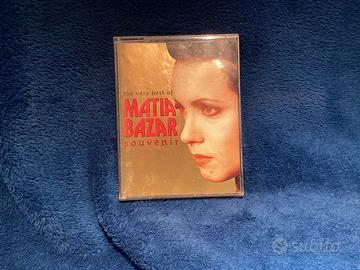 the very best of
MATIA
BAZAR
souvenir
subito